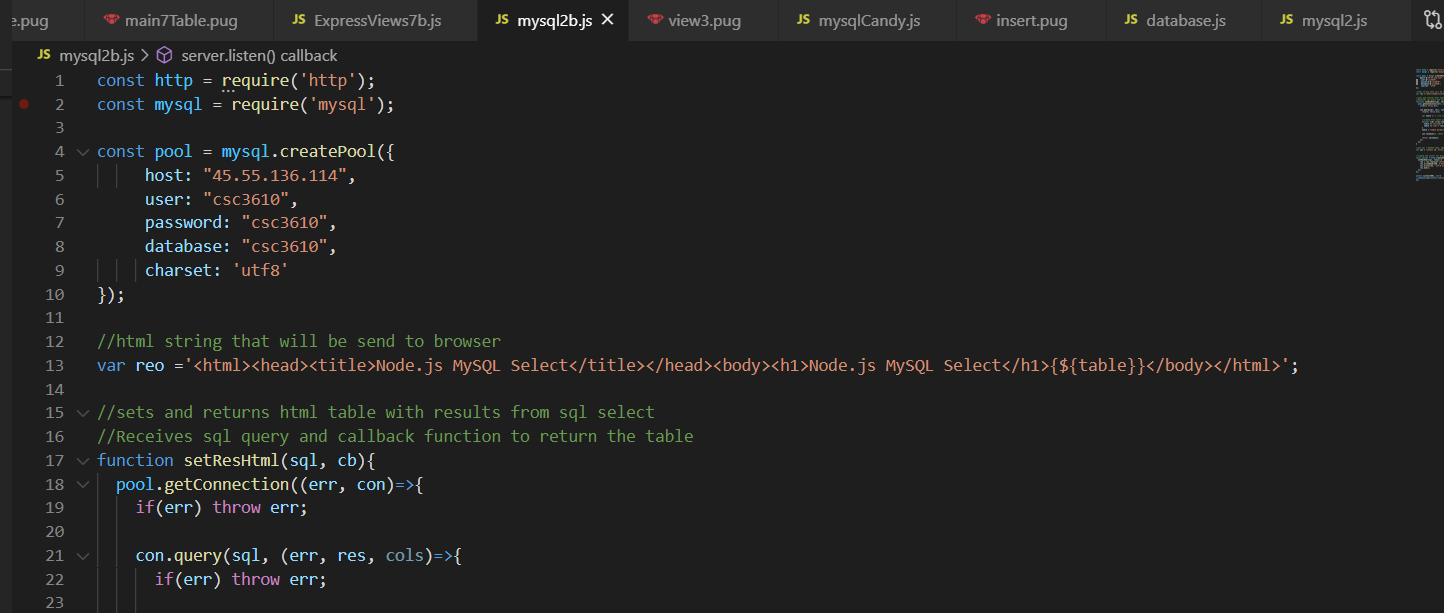 e.pug main7Table.pug JS ExpressViews7b.js JS mysql2b.js view3.pug JS mysqlCandy.js insert.pug JS database.js JS mysql2.js
JS mysql2b.js > server.listen() callback
1 const http = require('http');
2 const mysql = require('mysql');
3
4 const pool = mysql.createPool({
5 host: "45.55.136.114",
6 user: "csc3610",
7 password: "csc3610",
8 database: "csc3610",
9 charset: 'utf8'
10 });
11
12 //html string that will be send to browser
13 var reo ='<html><head><title>Node.js MySQL Select</title></head><body><h1>Node.js MySQL Select</h1>{${table}}</body></html>';
14
15 //sets and returns html table with results from sql select
16 //Receives sql query and callback function to return the table
17 function setResHtml(sql, cb){
18 pool.getConnection((err, con)=>{
19 if(err) throw err;
20
21 con.query(sql, (err, res, cols)=>{
22 if(err) throw err;
23